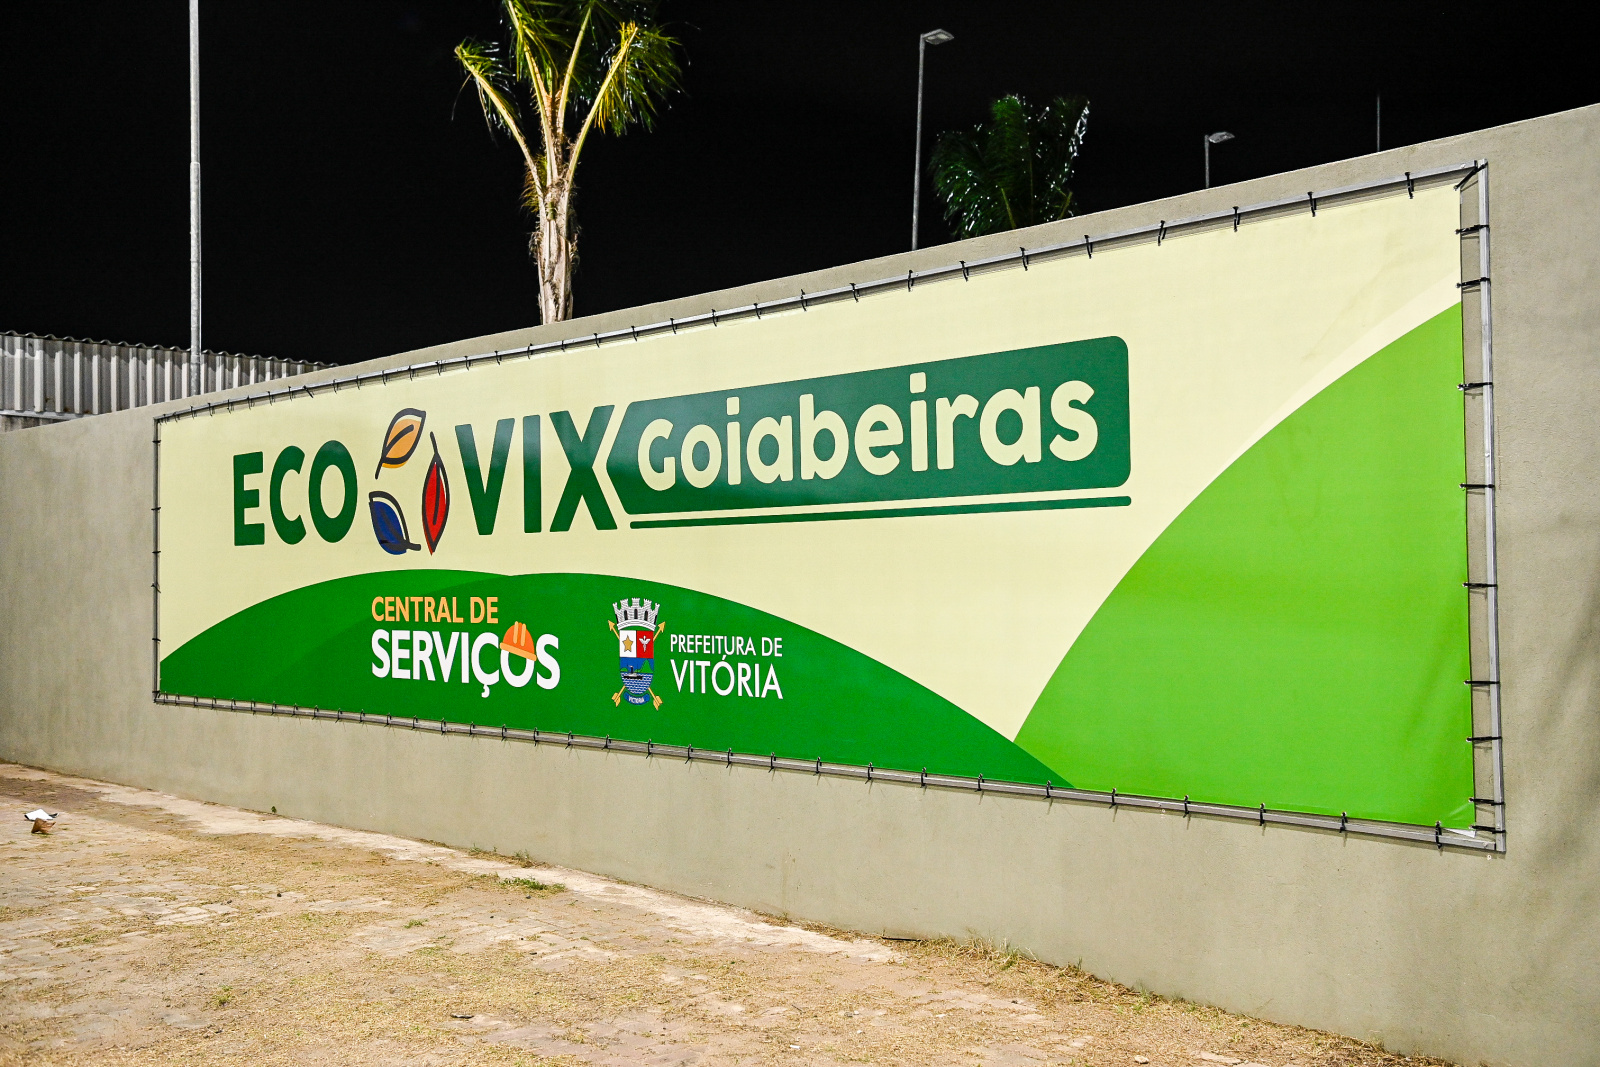 ECO VIX Goiabeiras
CENTRAL DE
SERVIÇOS
PREFEITURA DE
VITÓRIA